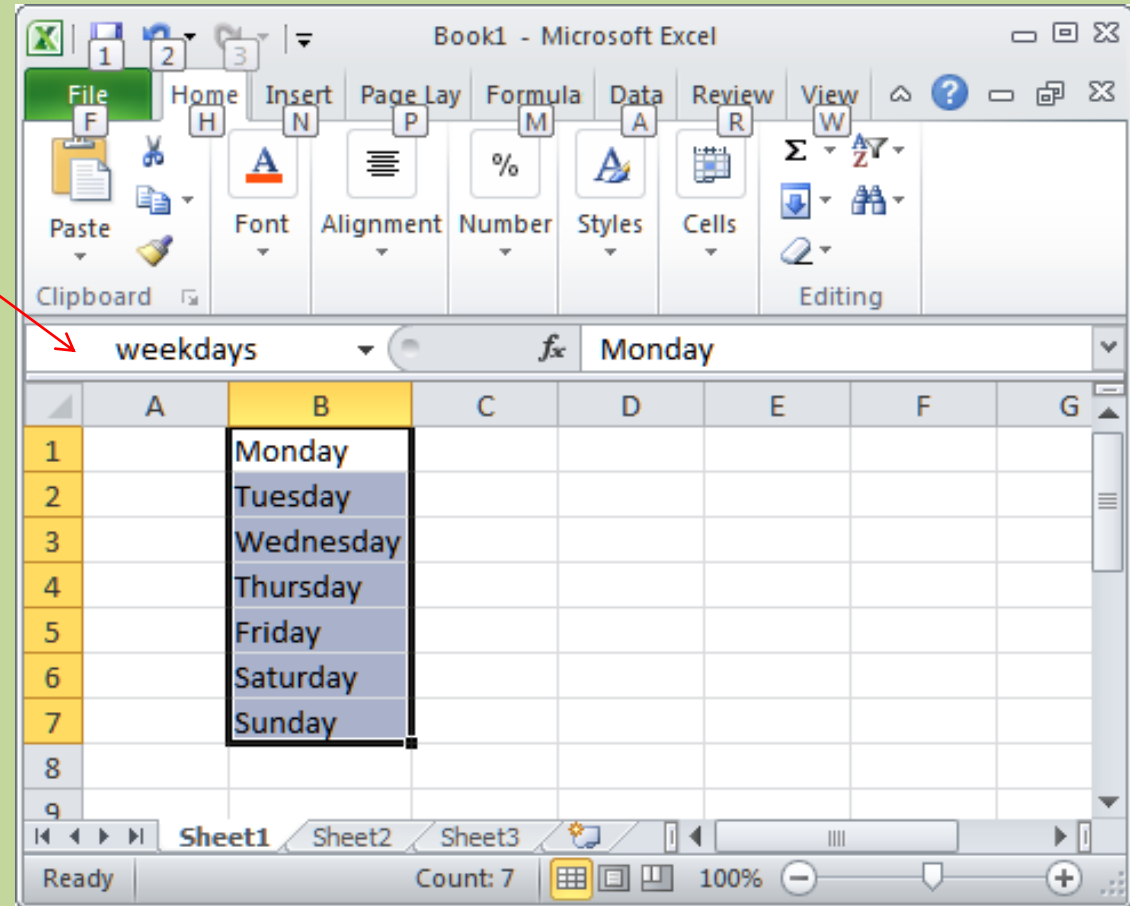 Book1 - Microsoft Excel
1 2 3
File Home Insert Page Lay Formula Data Review View
F H N P M A R W
Σ A Z
A % A
Paste Font Alignment Number Styles Cells
Clipboard Editing
weekdays fx Monday
A B C D E F G
1 Monday
2 Tuesday
3 Wednesday
4 Thursday
5 Friday
6 Saturday
7 Sunday
8
9
Sheet1 Sheet2 Sheet3
Ready Count: 7 100%